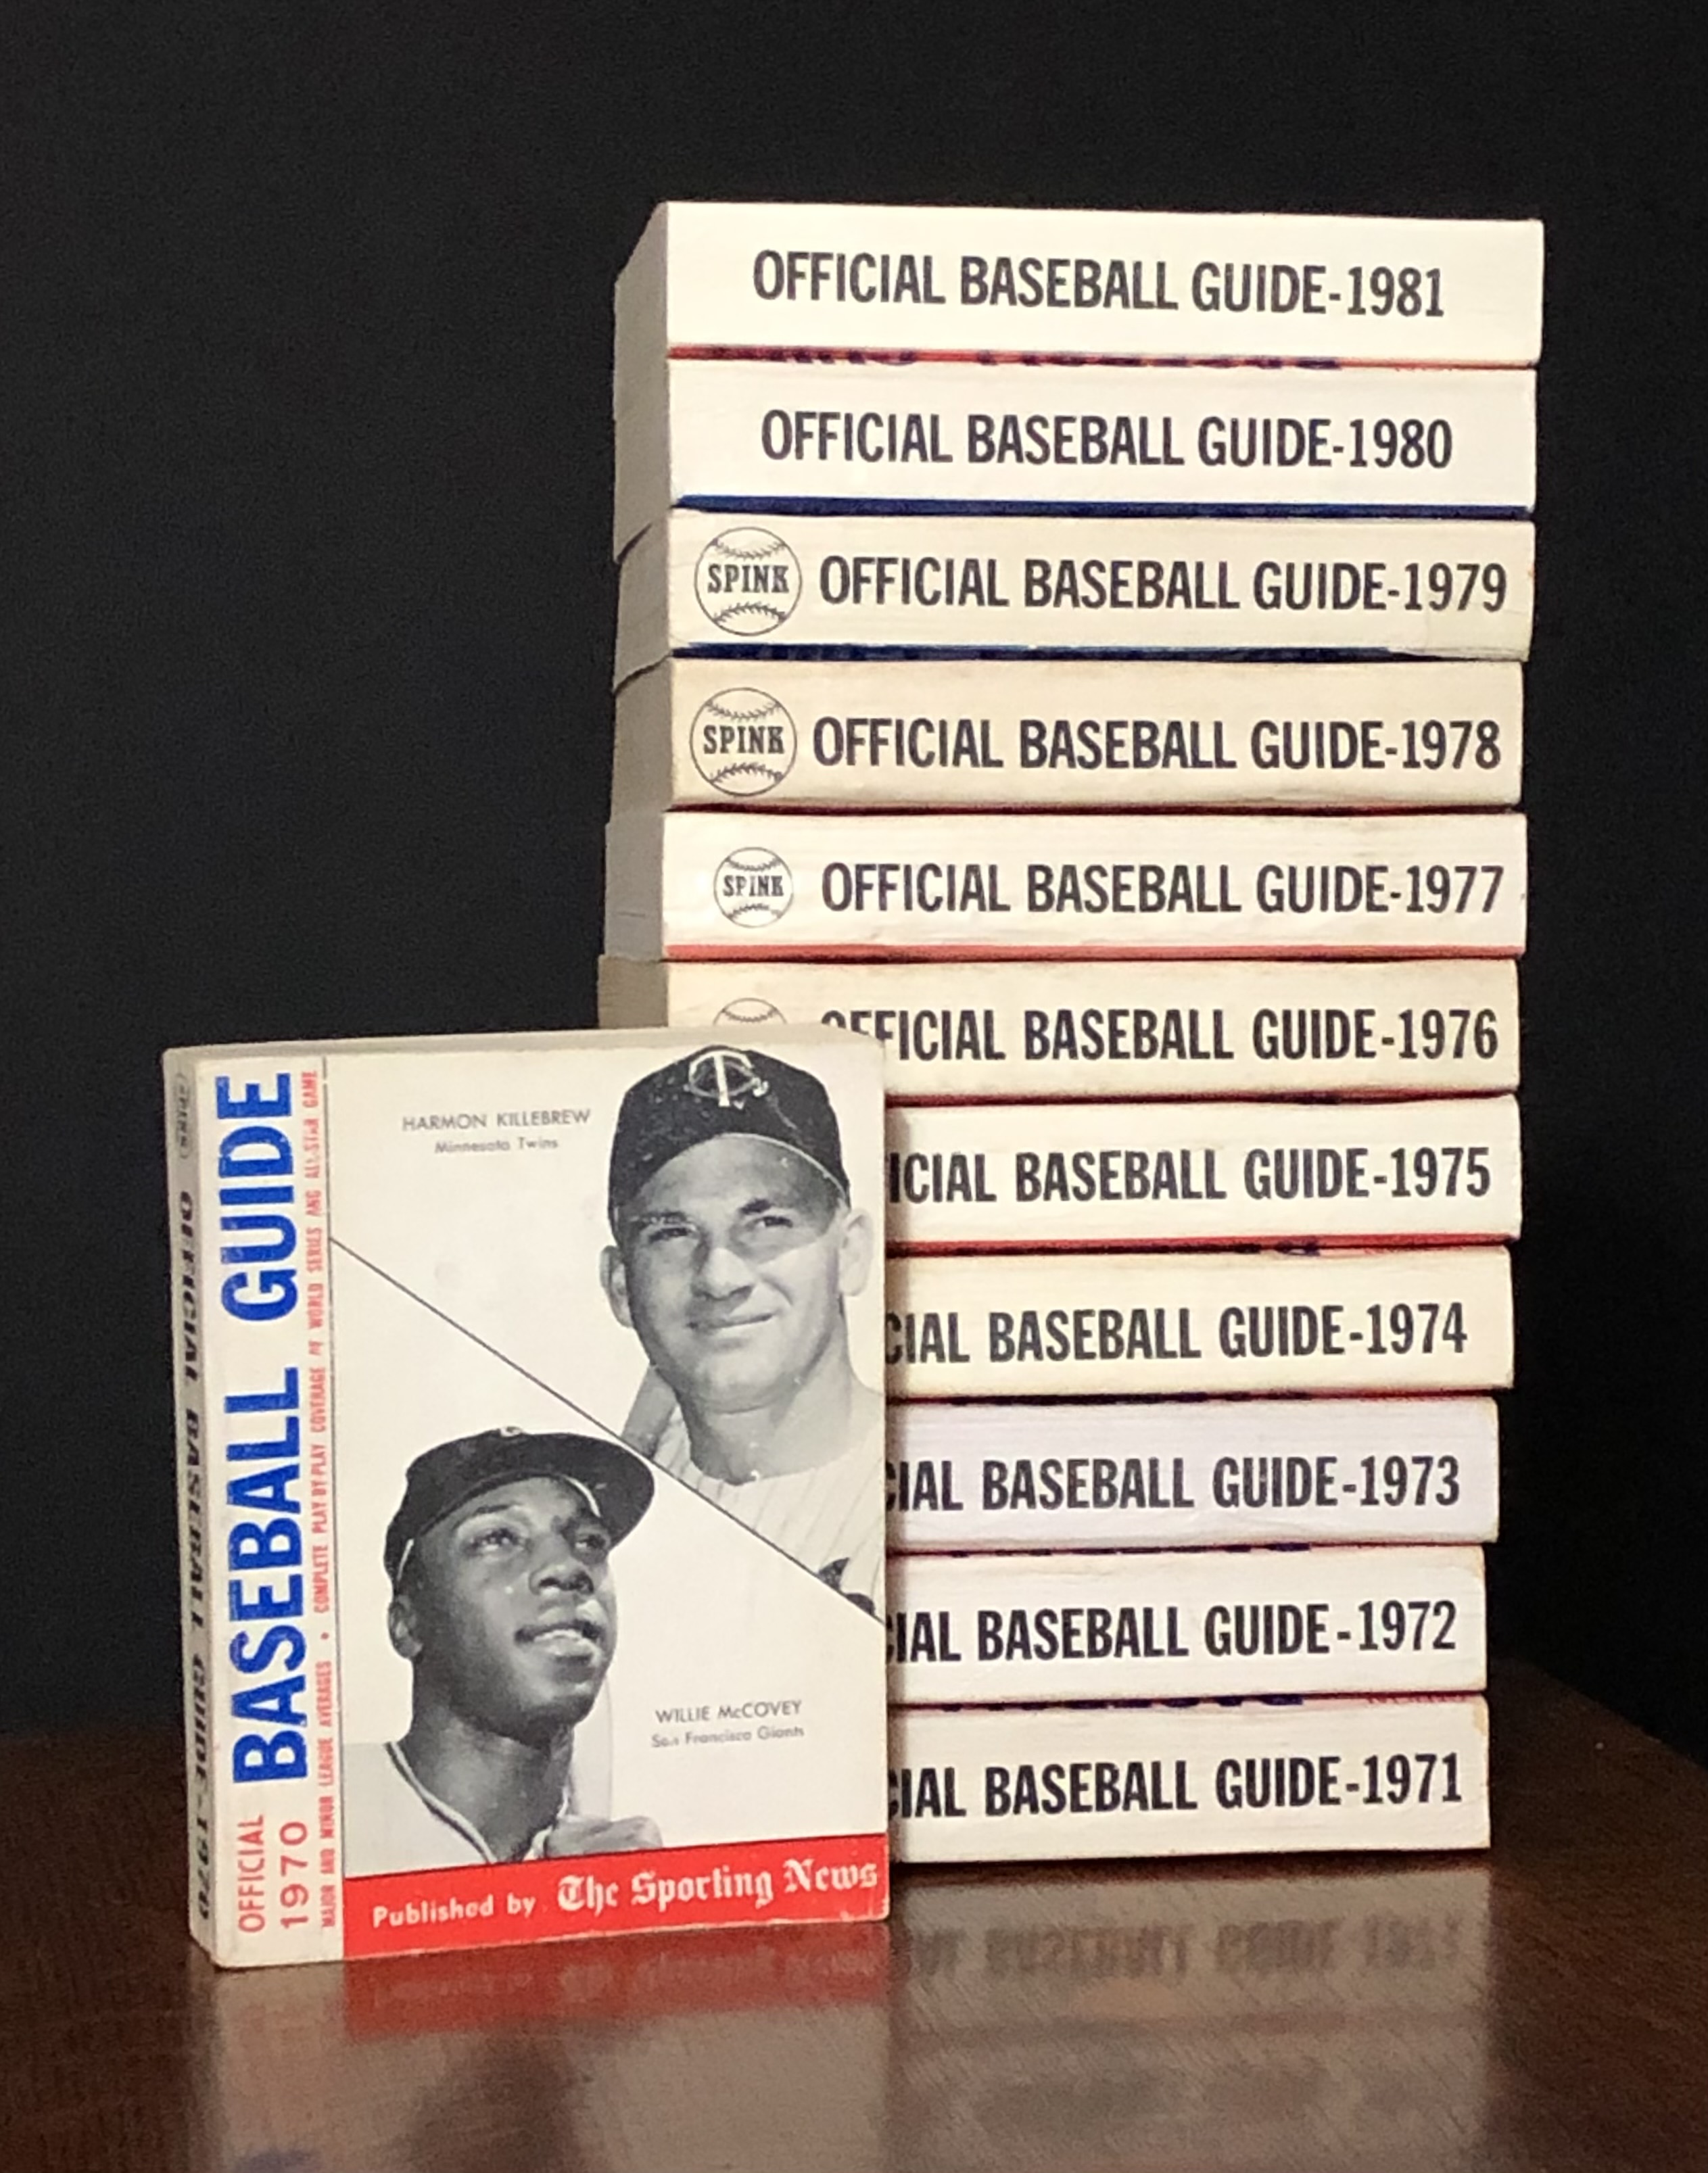 OFFICIAL BASEBALL GUIDE-1981
OFFICIAL BASEBALL GUIDE-1980
SPINK OFFICIAL BASEBALL GUIDE-1979
SPINK OFFICIAL BASEBALL GUIDE-1978
SPINK OFFICIAL BASEBALL GUIDE-1977
OFFICIAL BASEBALL GUIDE-1976
ICIAL BASEBALL GUIDE-1975
CIAL BASEBALL GUIDE-1974
CIAL BASEBALL GUIDE-1973
CIAL BASEBALL GUIDE-1972
CIAL BASEBALL GUIDE-1971
SPINK OFFICIAL BASEBALL GUIDE-1970
OFFICIAL
1970
BASEBALL GUIDE
MAJOR AND MINOR LEAGUE AVERAGES • COMPLETE PLAY BY PLAY COVERAGE OF WORLD SERIES AND ALL-STAR GAME
HARMON KILLEBREW
Minnesota Twins
TC
WILLIE McCOVEY
San Francisco Giants
Published by The Sporting News